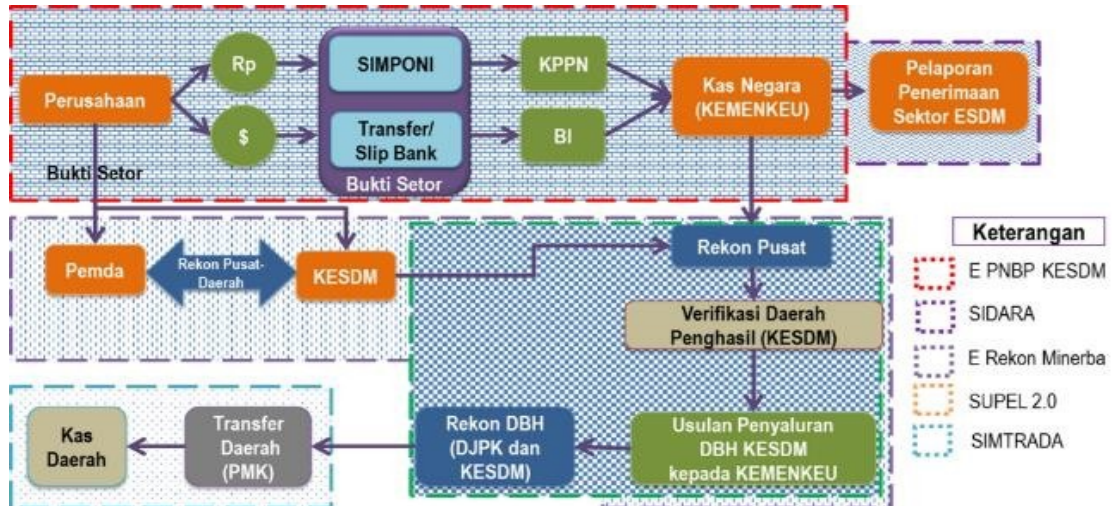 Perusahaan
Rp
$
SIMPONI
Transfer/
Slip Bank
Bukti Setor
KPPN
BI
Kas Negara
(KEMENKEU)
Pelaporan
Penerimaan
Sektor ESDM
Bukti Setor
Pemda
Rekon Pusat-
Daerah
KESDM
Rekon Pusat
Verifikasi Daerah
Penghasil (KESDM)
Usulan Penyaluran
DBH KESDM
kepada KEMENKEU
Rekon DBH
(DJPK dan
KESDM)
Transfer
Daerah
(PMK)
Kas
Daerah
Keterangan
E PNBP KESDM
SIDARA
E Rekon Minerba
SUPEL 2.0
SIMTRADA